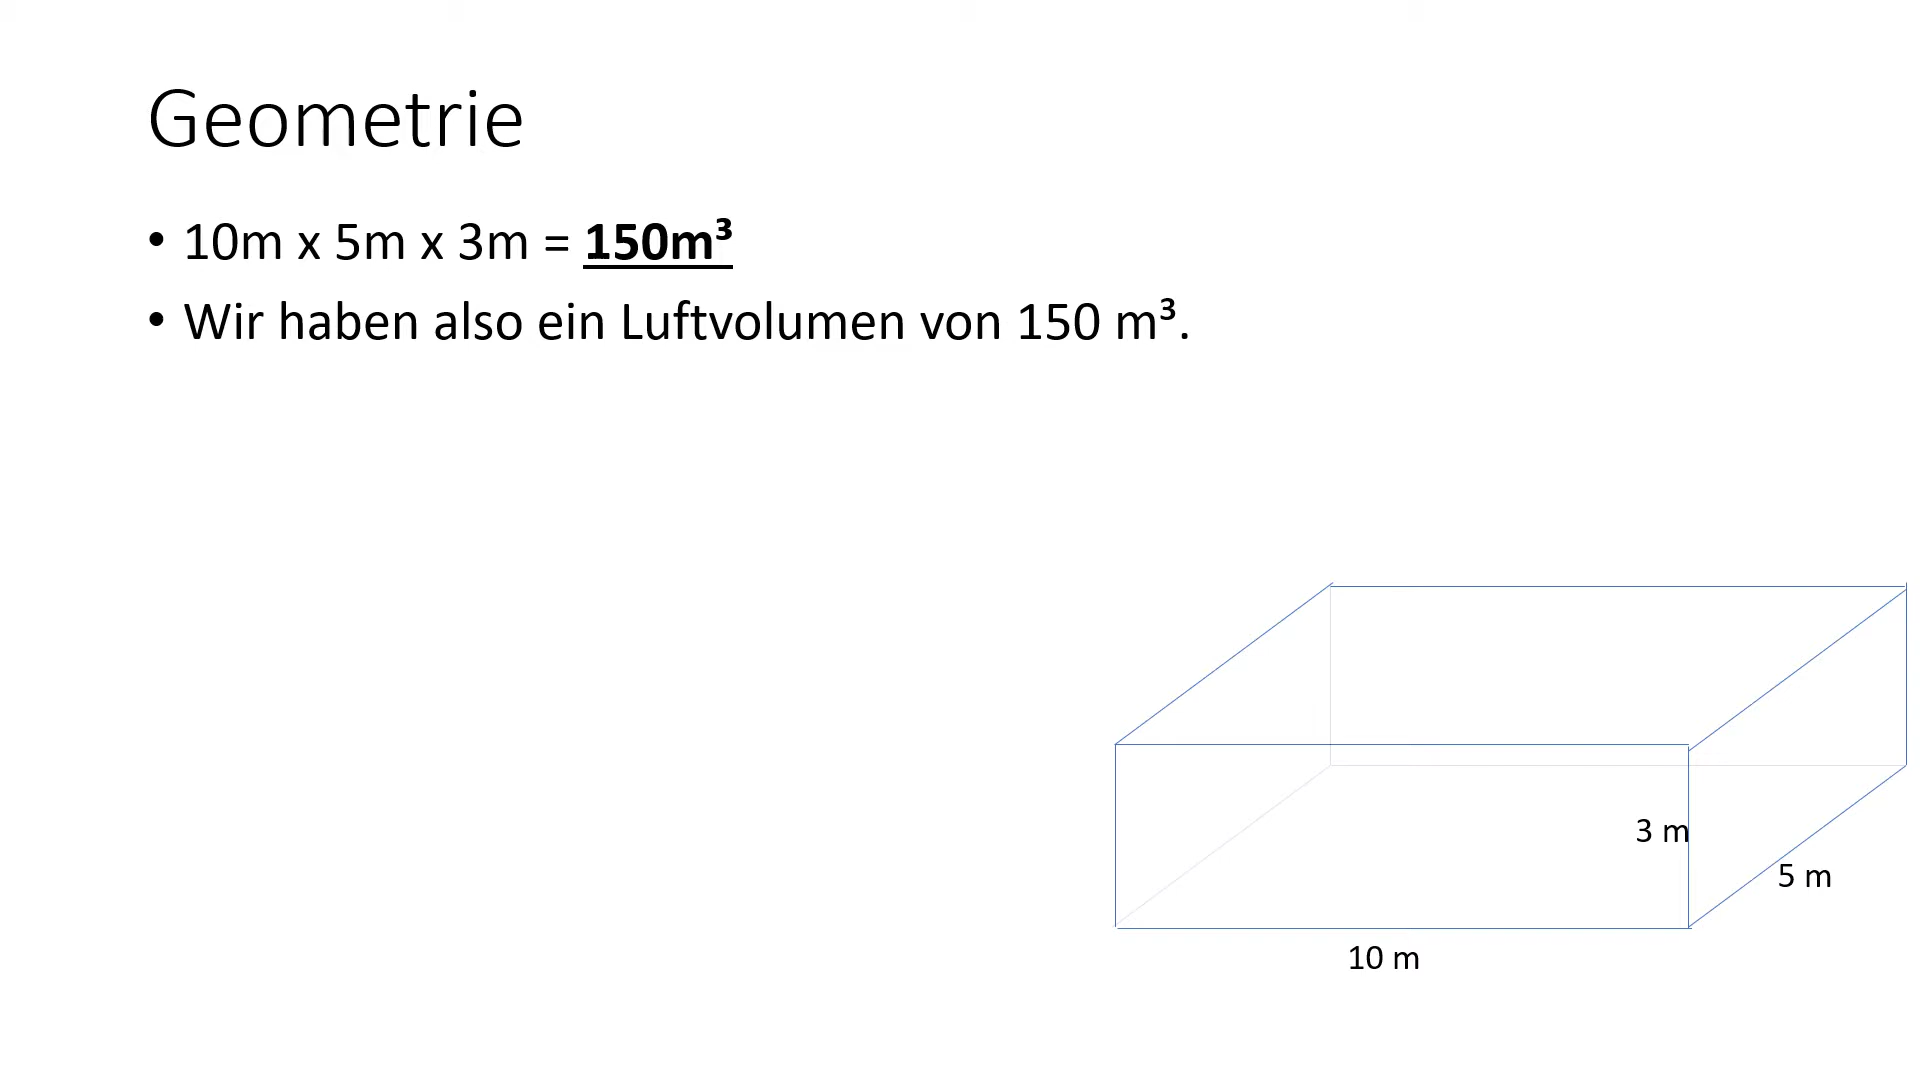 Geometrie
• 10m x 5m x 3m = 150m³
• Wir haben also ein Luftvolumen von 150 m³.
3 m
5 m
10 m